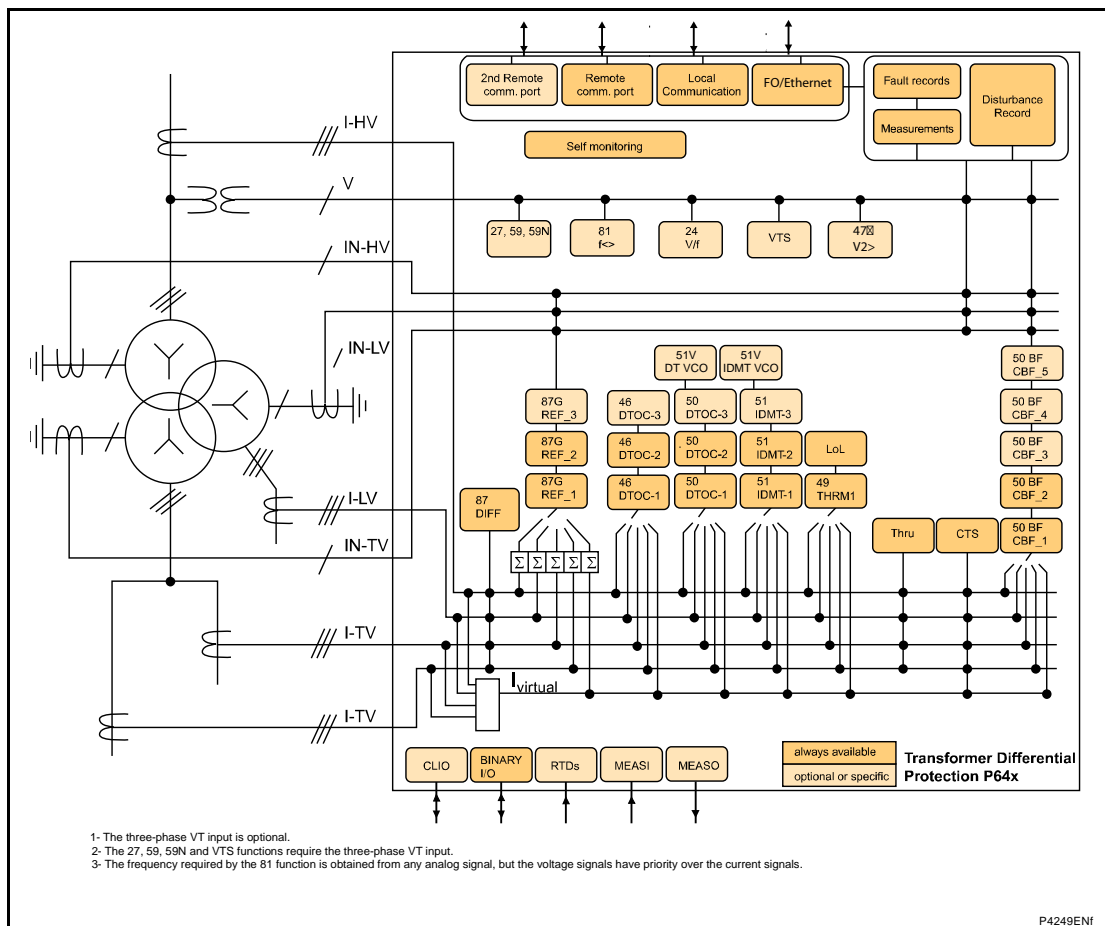 2nd Remote
comm. port
Remote
comm. port
Local
Communication
FO/Ethernet
Fault records
Measurements
Disturbance
Record
Self monitoring
I-HV
V
27, 59, 59N
81
f<>
24
V/f
VTS
47
V2>
IN-HV
IN-LV
51V
DT VCO
51V
IDMT VCO
50 BF
CBF_5
87G
REF_3
46
DTOC-3
50
DTOC-3
51
IDMT-3
50 BF
CBF_4
87G
REF_2
46
DTOC-2
. 50
DTOC-2
51
IDMT-2
LoL
50 BF
CBF_3
87G
REF_1
46
DTOC-1
50
DTOC-1
51
IDMT-1
49
THRM1
50 BF
CBF_2
I-LV
87
DIFF
Thru
CTS
50 BF
CBF_1
IN-TV
Σ Σ Σ Σ Σ
I-TV
Ivirtual
I-TV
CLIO
BINARY
I/O
RTDs
MEASI
MEASO
always available
optional or specific
Transformer Differential
Protection P64x
1- The three-phase VT input is optional.
2- The 27, 59, 59N and VTS functions require the three-phase VT input.
3- The frequency required by the 81 function is obtained from any analog signal, but the voltage signals have priority over the current signals.
P4249ENf